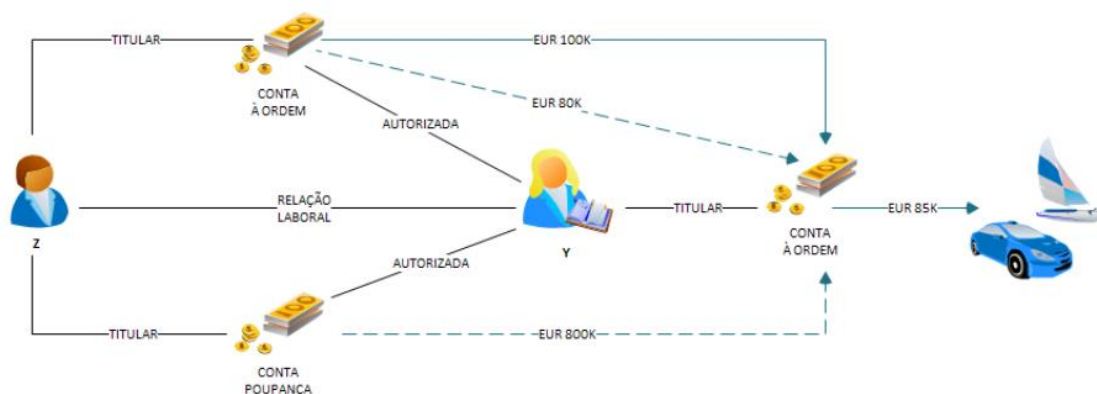 TITULAR
EUR 100K
EUR 80K
CONTA
À ORDEM
AUTORIZADA
RELAÇÃO
LABORAL
TITULAR
EUR 85K
Z
Y
CONTA
À ORDEM
AUTORIZADA
TITULAR
EUR 800K
CONTA
POUPANÇA